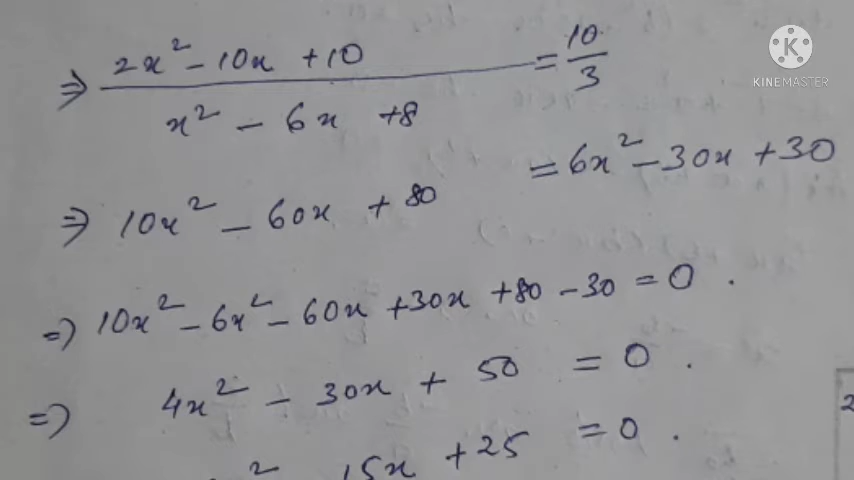 ⇒ 2x² - 10x + 10 / x² - 6x + 8 = 10/3
K
KINEMASTER
⇒ 10x² - 60x + 80 = 6x² - 30x + 30
⇒ 10x² - 6x² - 60x + 30x + 80 - 30 = 0 .
⇒ 4x² - 30x + 50 = 0 .
2
15x + 25 = 0 .